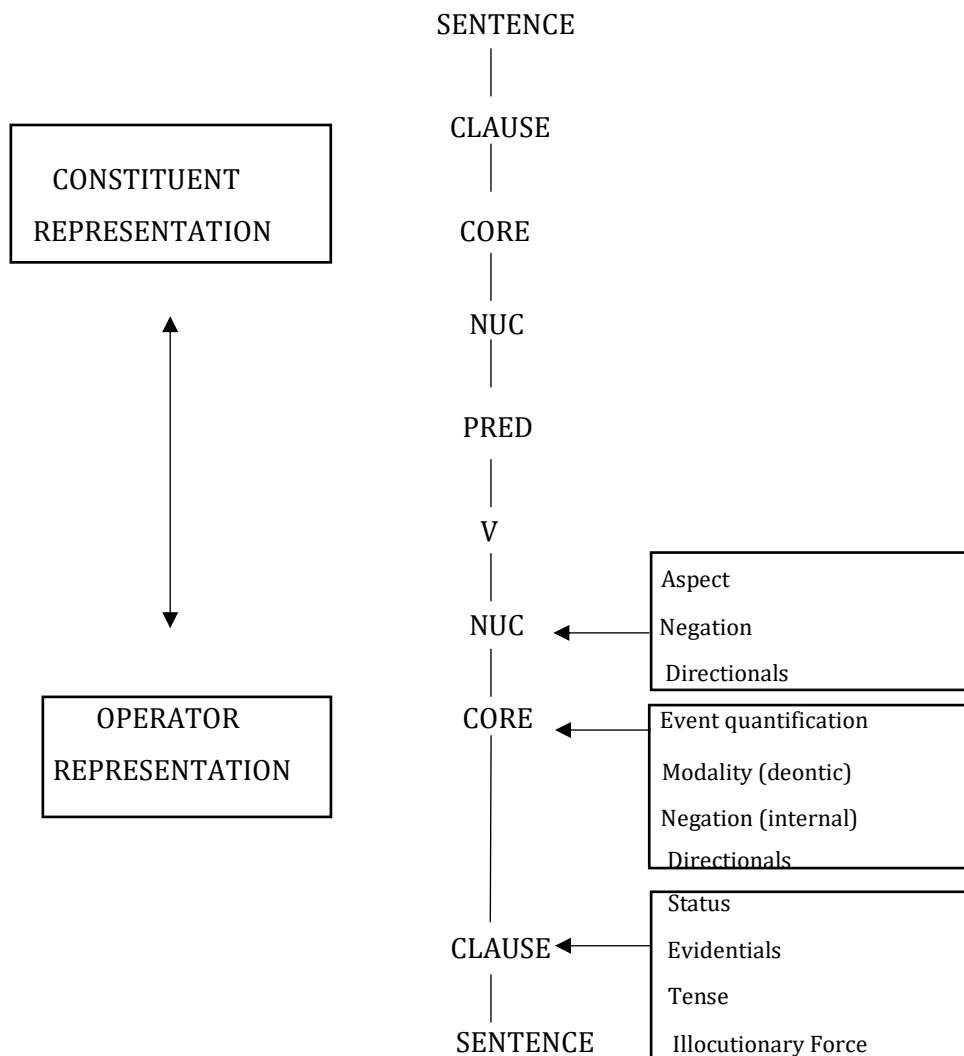 SENTENCE
CLAUSE
CONSTITUENT
REPRESENTATION
CORE
NUC
PRED
V
NUC
Aspect
Negation
Directionals
OPERATOR
REPRESENTATION
CORE
Event quantification
Modality (deontic)
Negation (internal)
Directionals
CLAUSE
Status
Evidentials
Tense
Illocutionary Force
SENTENCE